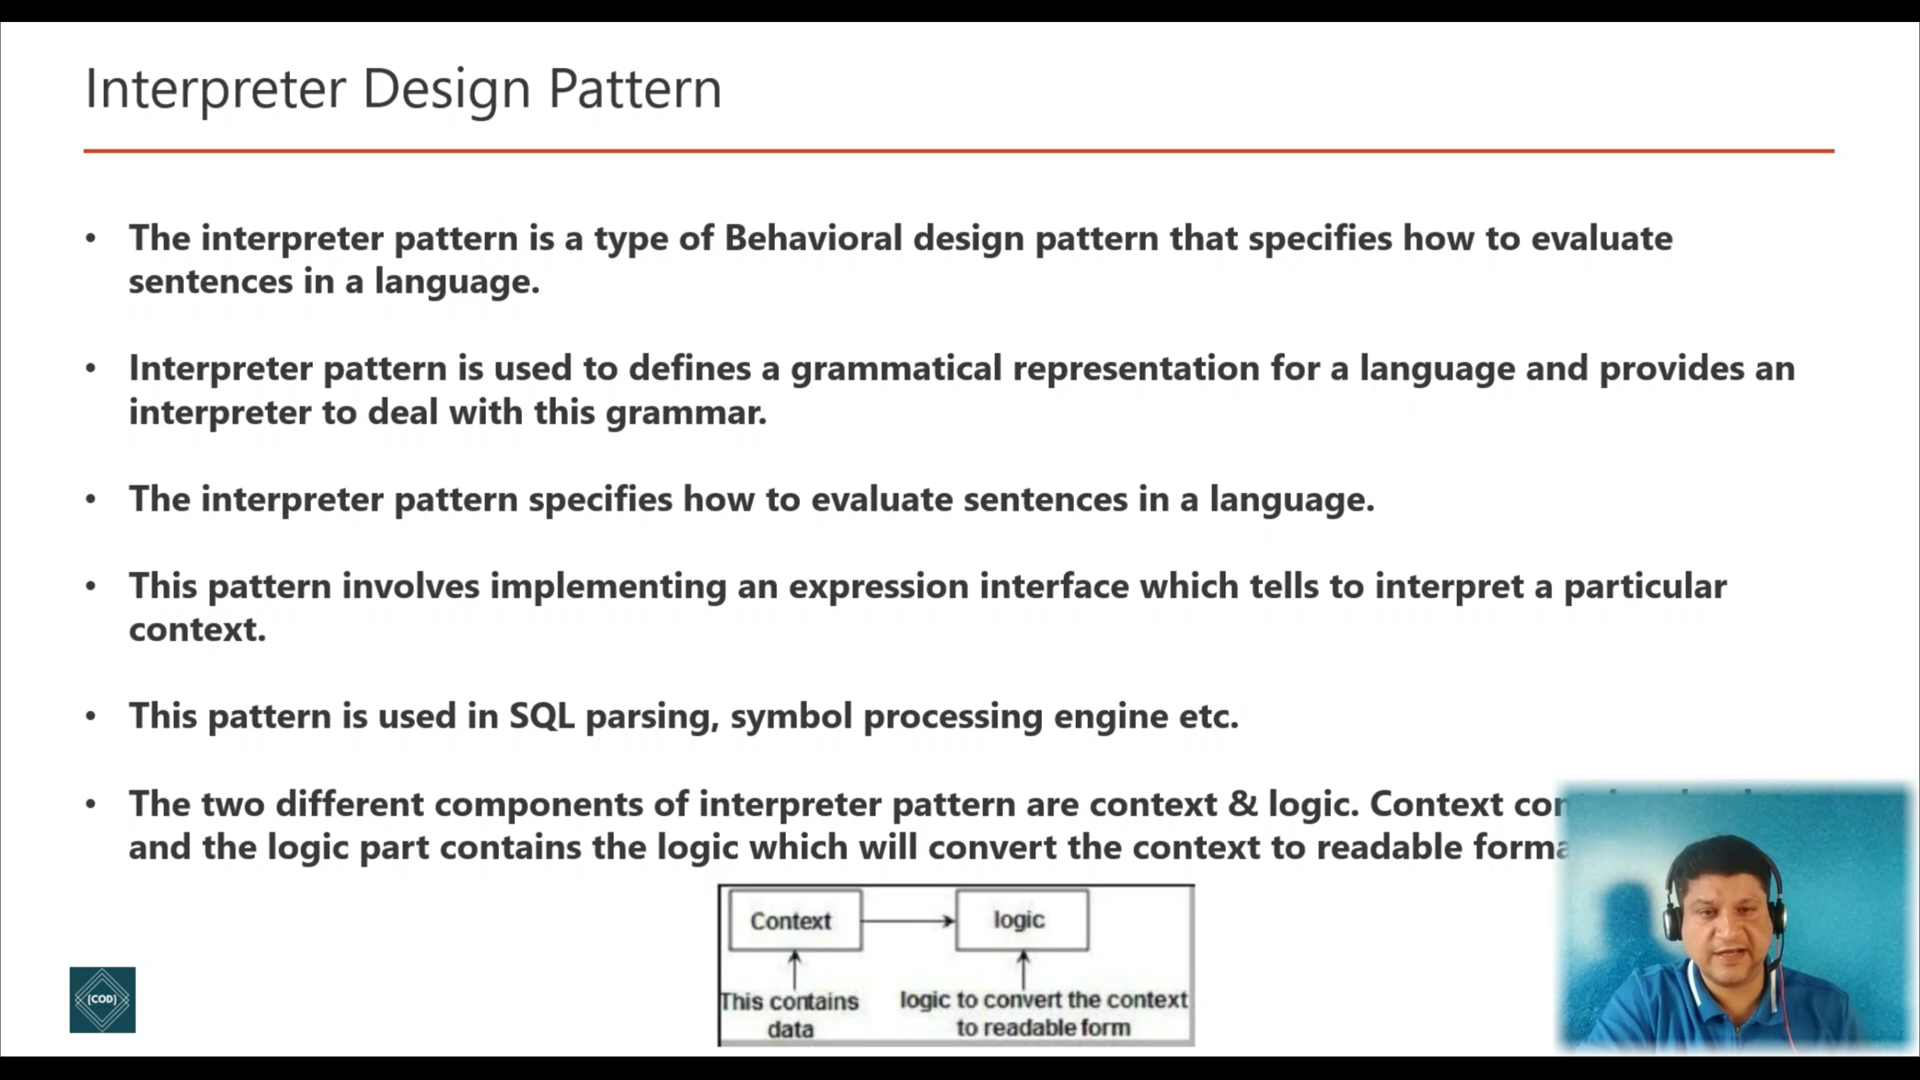 Interpreter Design Pattern
• The interpreter pattern is a type of Behavioral design pattern that specifies how to evaluate
sentences in a language.
• Interpreter pattern is used to defines a grammatical representation for a language and provides an
interpreter to deal with this grammar.
• The interpreter pattern specifies how to evaluate sentences in a language.
• This pattern involves implementing an expression interface which tells to interpret a particular
context.
• This pattern is used in SQL parsing, symbol processing engine etc.
• The two different components of interpreter pattern are context & logic. Context
and the logic part contains the logic which will convert the context to readable
Context
logic
This contains
data
logic to convert the context
to readable form
{COD}